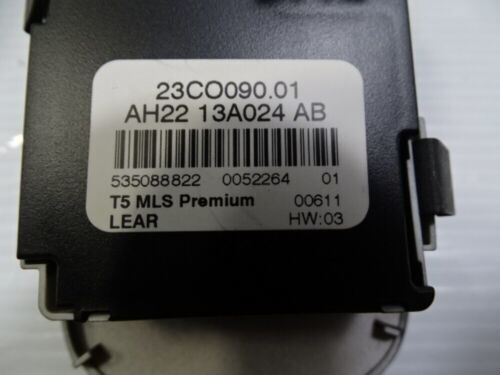 23CO090.01
AH22 13A024 AB
535088822 0052264 01
T5 MLS Premium 00611
LEAR HW:03